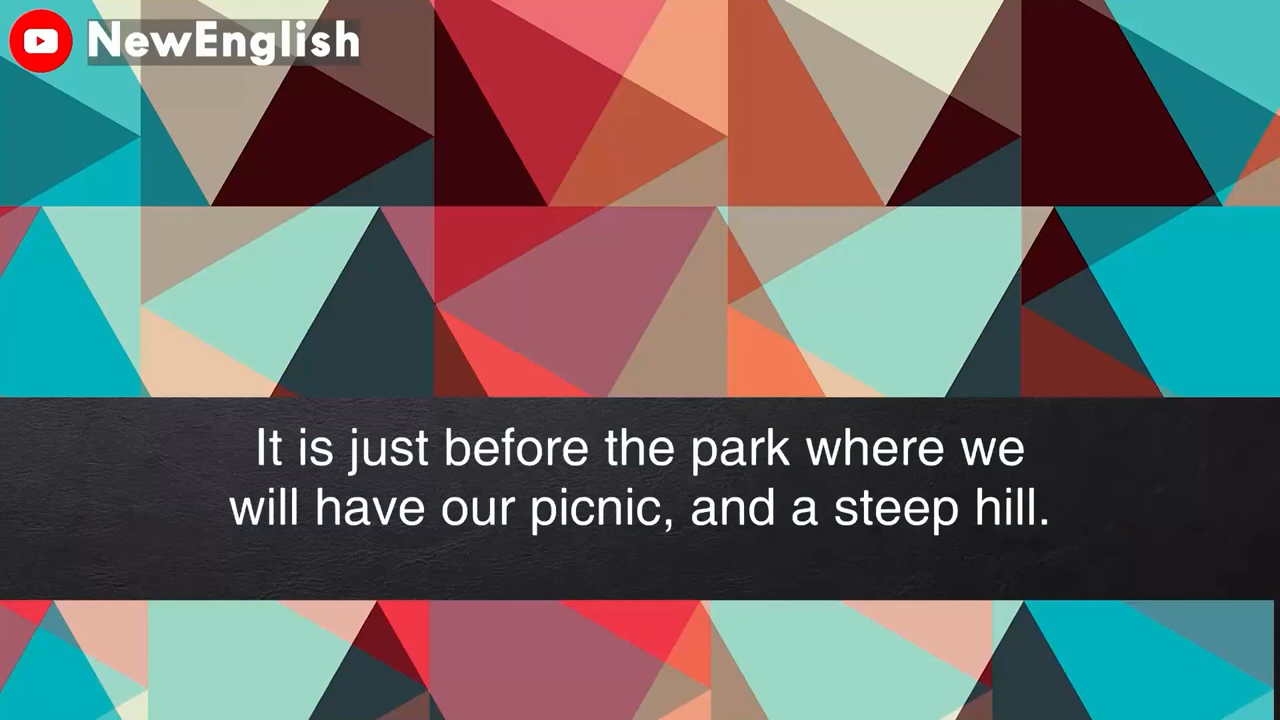 NewEnglish
It is just before the park where we
will have our picnic, and a steep hill.